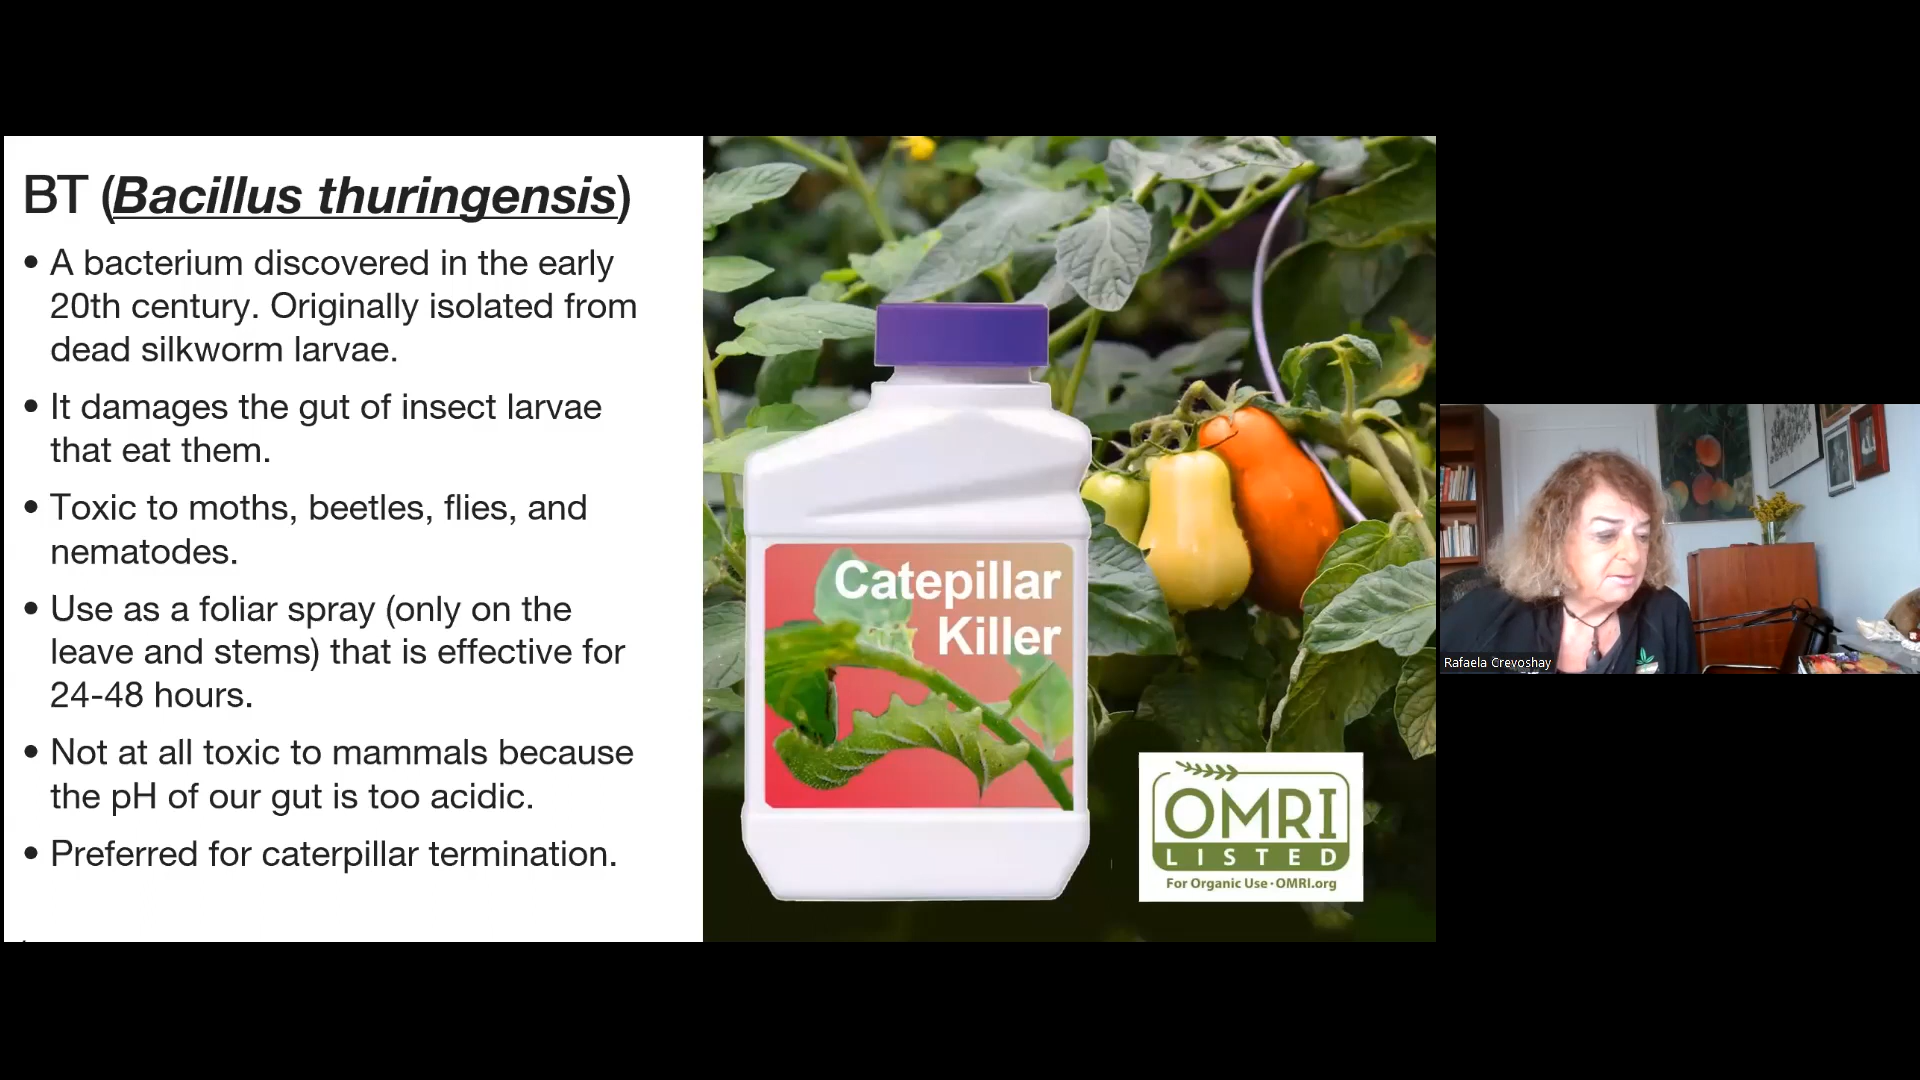 BT (Bacillus thuringensis)
• A bacterium discovered in the early
20th century. Originally isolated from
dead silkworm larvae.
• It damages the gut of insect larvae
that eat them.
• Toxic to moths, beetles, flies, and
nematodes.
• Use as a foliar spray (only on the
leave and stems) that is effective for
24-48 hours.
• Not at all toxic to mammals because
the pH of our gut is too acidic.
• Preferred for caterpillar termination.
Catepillar
Killer
OMRI
LISTED
For Organic Use · OMRI.org
Rafaela Crevoshay